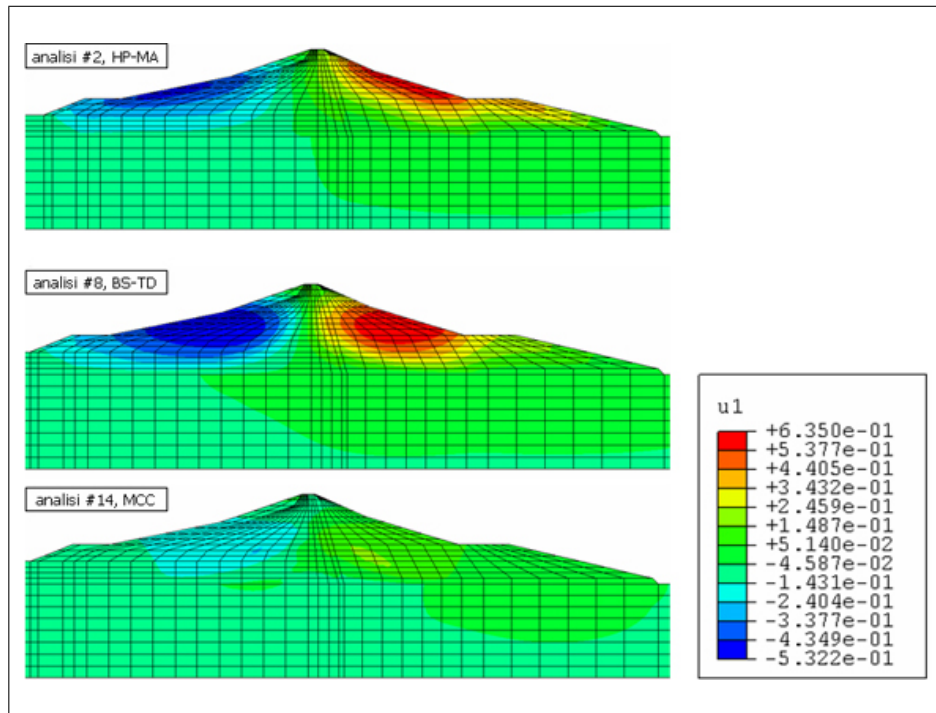 analisi #2, HP-MA
analisi #8, BS-TD
analisi #14, MCC
u1
+6.350e-01
+5.377e-01
+4.405e-01
+3.432e-01
+2.459e-01
+1.487e-01
+5.140e-02
-4.587e-02
-1.431e-01
-2.404e-01
-3.377e-01
-4.349e-01
-5.322e-01